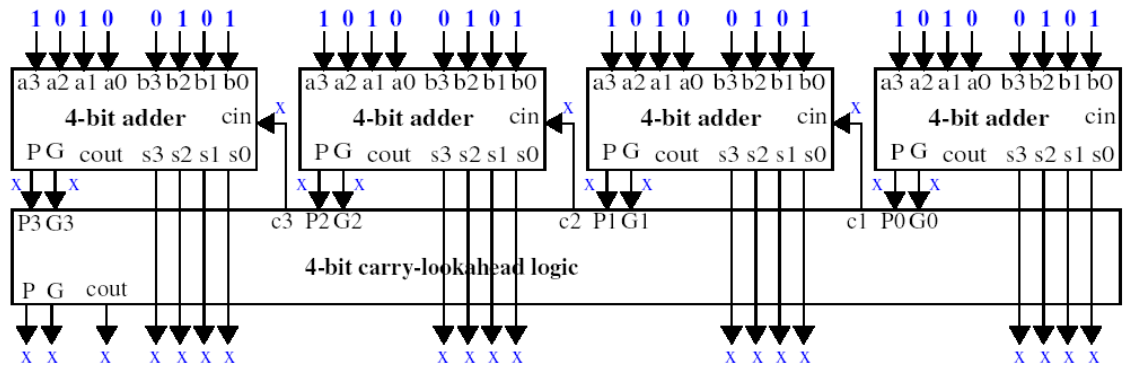 1 0 1 0 0 1 0 1 1 0 1 0 0 1 0 1 1 0 1 0 0 1 0 1 1 0 1 0 0 1 0 1
a3 a2 a1 a0 b3 b2 b1 b0 a3 a2 a1 a0 b3 b2 b1 b0 a3 a2 a1 a0 b3 b2 b1 b0 a3 a2 a1 a0 b3 b2 b1 b0
x x x
4-bit adder cin 4-bit adder cin 4-bit adder cin 4-bit adder cin
P G cout s3 s2 s1 s0 P G cout s3 s2 s1 s0 P G cout s3 s2 s1 s0 P G cout s3 s2 s1 s0
x x x x x x x x
P3 G3 c3 P2 G2 c2 P1 G1 c1 P0 G0
4-bit carry-lookahead logic
P G cout
x x x x x x x x x x x x x x x x x x x